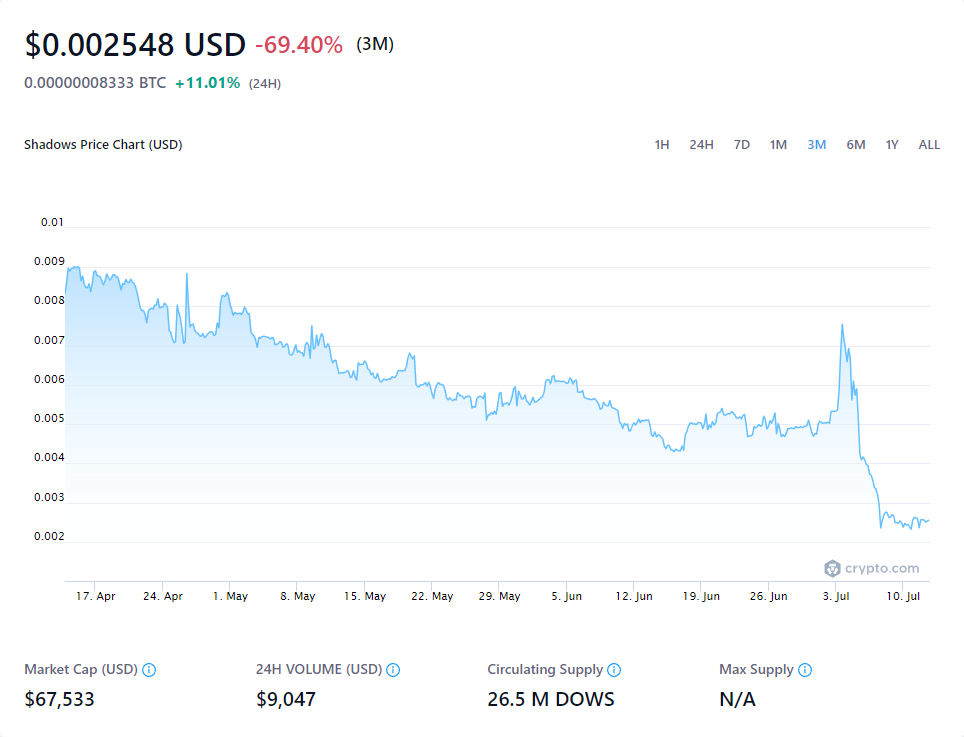 $0.002548 USD -69.40% (3M)
0.00000008333 BTC +11.01% (24H)
Shadows Price Chart (USD) 1H 24H 7D 1M 3M 6M 1Y ALL
0.01
0.009
0.008
0.007
0.006
0.005
0.004
0.003
0.002
crypto.com
17. Apr 24. Apr 1. May 8. May 15. May 22. May 29. May 5. Jun 12. Jun 19. Jun 26. Jun 3. Jul 10. Jul
Market Cap (USD) 24H VOLUME (USD) Circulating Supply Max Supply
$67,533 $9,047 26.5 M DOWS N/A